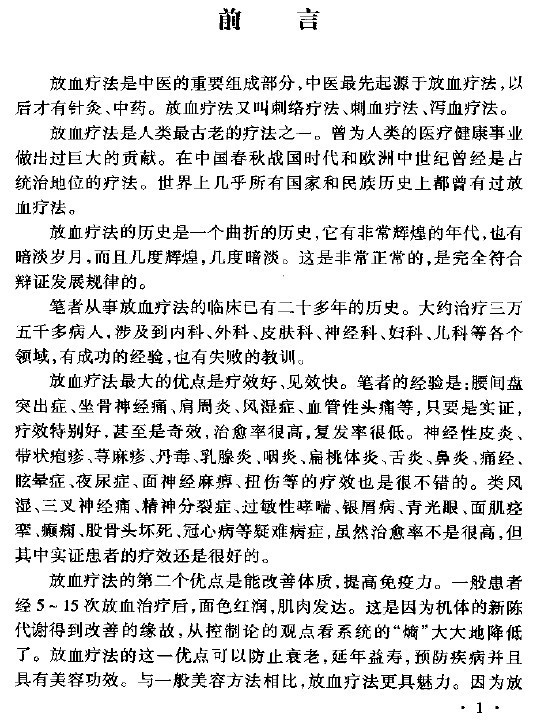 前 言
放血疗法是中医的重要组成部分,中医最先起源于放血疗法,以
后才有针灸、中药。放血疗法又叫刺络疗法、刺血疗法、泻血疗法。
放血疗法是人类最古老的疗法之一。曾为人类的医疗健康事业
做出过巨大的贡献。在中国春秋战国时代和欧洲中世纪曾经是占
统治地位的疗法。世界上几乎所有国家和民族历史上都曾有过放
血疗法。
放血疗法的历史是一个曲折的历史,它有非常辉煌的年代,也有
暗淡岁月,而且几度辉煌,几度暗淡。这是非常正常的,是完全符合
辩证发展规律的。
笔者从事放血疗法的临床已有二十多年的历史。大约治疗三万
五千多病人,涉及到内科、外科、皮肤科、神经科、妇科、儿科等各个
领域,有成功的经验,也有失败的教训。
放血疗法最大的优点是疗效好、见效快。笔者的经验是:腰间盘
突出症、坐骨神经痛、肩周炎、风湿症、血管性头痛等,只要是实证,
疗效特别好,甚至是奇效,治愈率很高,复发率很低。神经性皮炎、
带状疱疹、荨麻疹、丹毒、乳腺炎、咽炎、扁桃体炎、舌炎、鼻炎、痛经、
眩晕症、夜尿症、面神经麻痹、扭伤等的疗效也是很不错的。类风
湿、三叉神经痛、精神分裂症、过敏性哮喘、银屑病、青光眼、面肌痉
挛、癫痫、股骨头坏死、冠心病等疑难病症,虽然治愈率不是很高,但
其中实证患者的疗效还是很好的。
放血疗法的第二个优点是能改善体质,提高免疫力。一般患者
经5~15次放血治疗后,面色红润,肌肉发达。这是因为机体的新陈
代谢得到改善的缘故,从控制论的观点看系统的“熵”大大地降低
了。放血疗法的这一优点可以防止衰老,延年益寿,预防疾病并且
具有美容功效。与一般美容方法相比,放血疗法更具魅力。因为放
· 1 ·